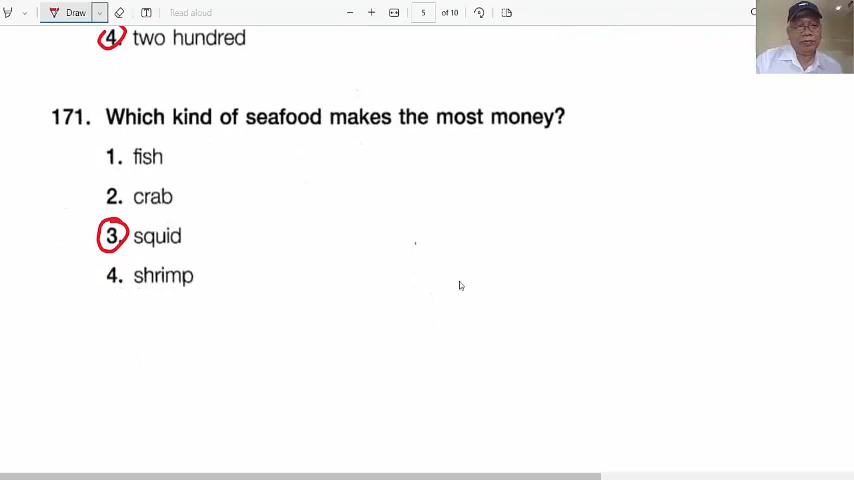 Draw
Read aloud
5 of 10
4. two hundred
171. Which kind of seafood makes the most money?
1. fish
2. crab
3. squid
4. shrimp